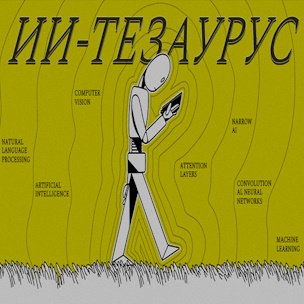 ИИ-ТЕЗАУРУС
COMPUTER
VISION
NARROW
AI
NATURAL
LANGUAGE
PROCESSING
ATTENTION
LAYERS
ARTIFICIAL
INTELLIGENCE
CONVOLUTION
AL NEURAL
NETWORKS
MACHINE
LEARNING